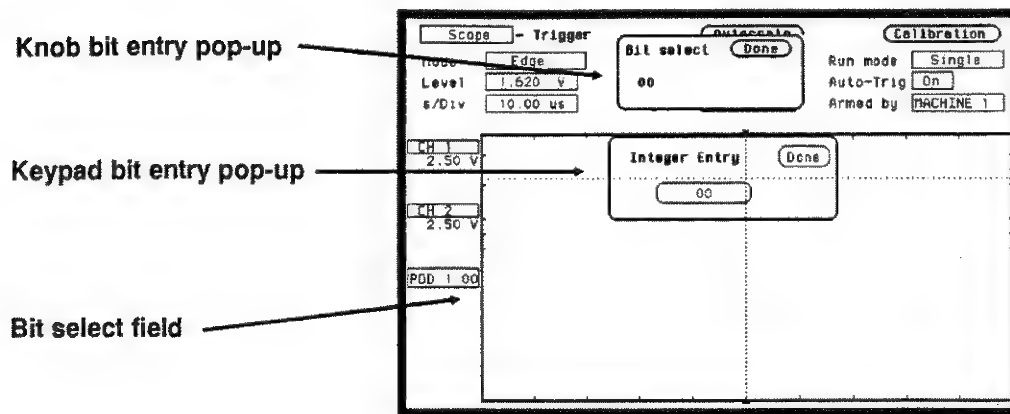 Knob bit entry pop-up
Keypad bit entry pop-up
Bit select field
Scope - Trigger
Calibration
Bit select Done
00
Edge
Run mode Single
Level 1.620 V
Auto-Trig On
s/Div 10.00 us
Armed by MACHINE 1
CH 1
2.50 V
Integer Entry Done
00
CH 2
2.50 V
POD 1 00